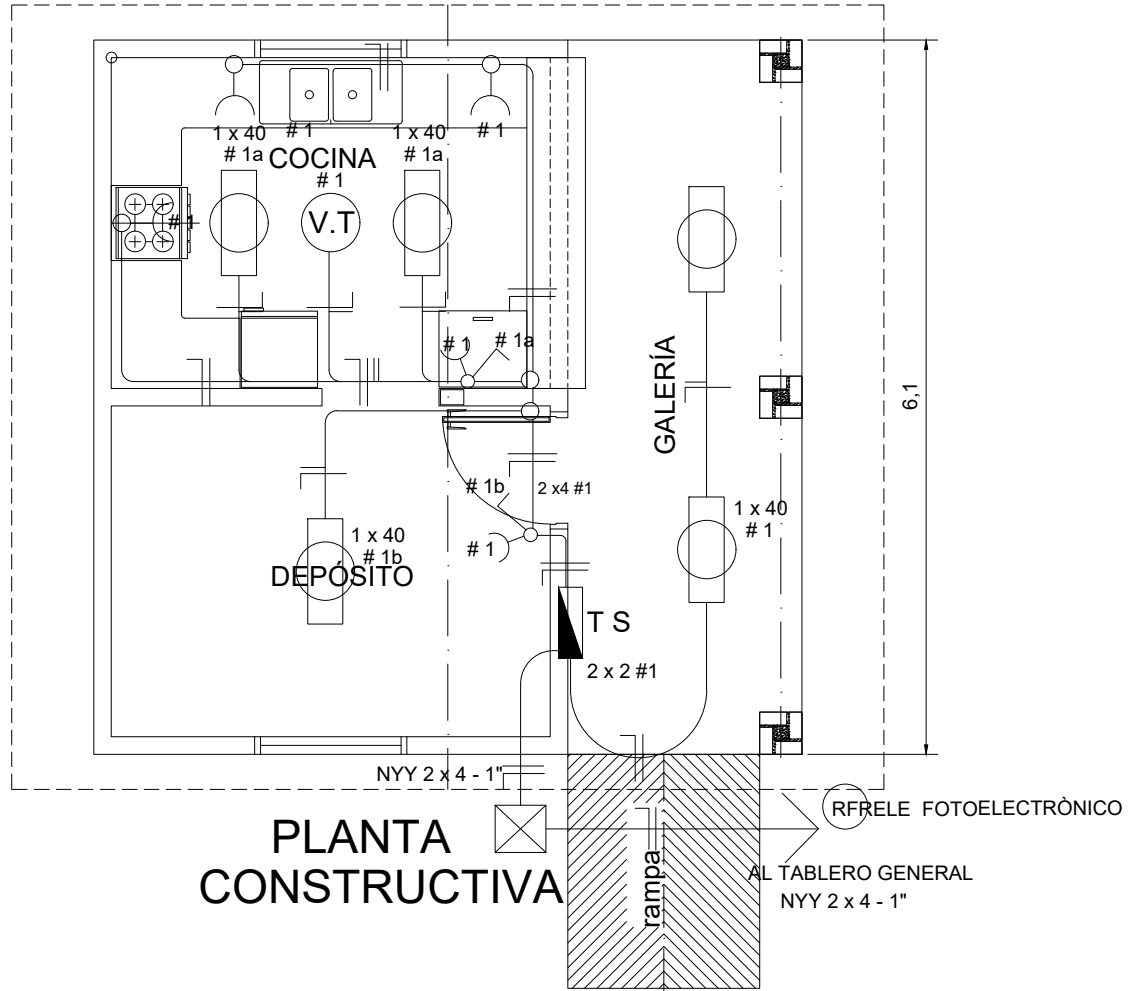 1 x 40
# 1a
# 1
COCINA
# 1
V.T
1 x 40
# 1a
# 1
# 1
# 1
# 1a
GALERÍA
6,1
# 1b
2 x4 #1
# 1
1 x 40
# 1b
DEPÓSITO
1 x 40
# 1
T S
2 x 2 #1
NYY 2 x 4 - 1"
PLANTA
CONSTRUCTIVA
rampa
RFRELE FOTOELECTRÒNICO
AL TABLERO GENERAL
NYY 2 x 4 - 1"